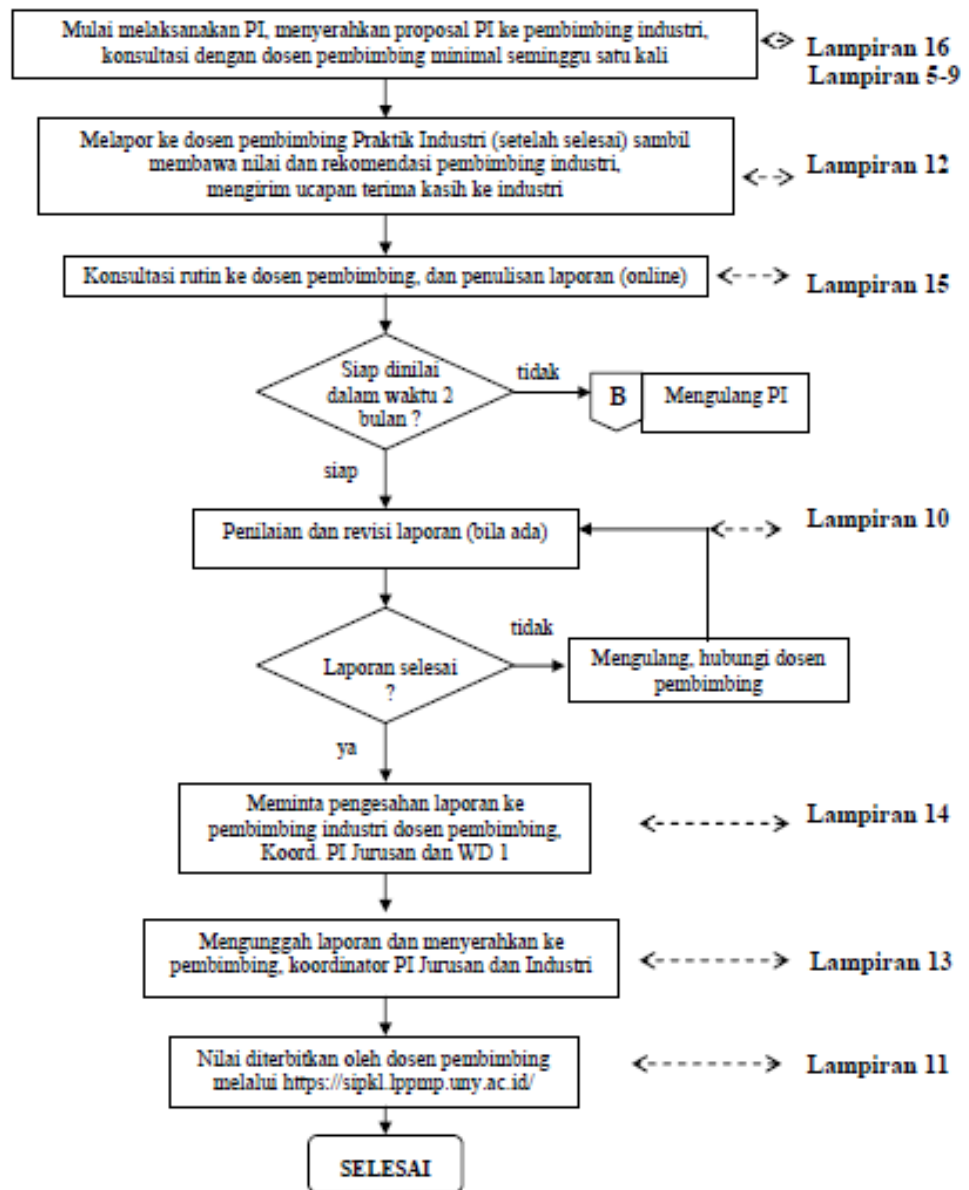 Mulai melaksanakan PI, menyerahkan proposal PI ke pembimbing industri,
konsultasi dengan dosen pembimbing minimal seminggu satu kali
Lampiran 16
Lampiran 5-9
Melapor ke dosen pembimbing Praktik Industri (setelah selesai) sambil
membawa nilai dan rekomendasi pembimbing industri,
mengirim ucapan terima kasih ke industri
Lampiran 12
Konsultasi rutin ke dosen pembimbing, dan penulisan laporan (online)
Lampiran 15
Siap dinilai
dalam waktu 2
bulan ?
tidak
B
Mengulang PI
siap
Penilaian dan revisi laporan (bila ada)
Lampiran 10
Laporan selesai
?
tidak
Mengulang, hubungi dosen
pembimbing
ya
Meminta pengesahan laporan ke
pembimbing industri dosen pembimbing,
Koord. PI Jurusan dan WD 1
Lampiran 14
Mengunggah laporan dan menyerahkan ke
pembimbing, koordinator PI Jurusan dan Industri
Lampiran 13
Nilai diterbitkan oleh dosen pembimbing
melalui https://sipkl.lppmp.uny.ac.id/
Lampiran 11
SELESAI